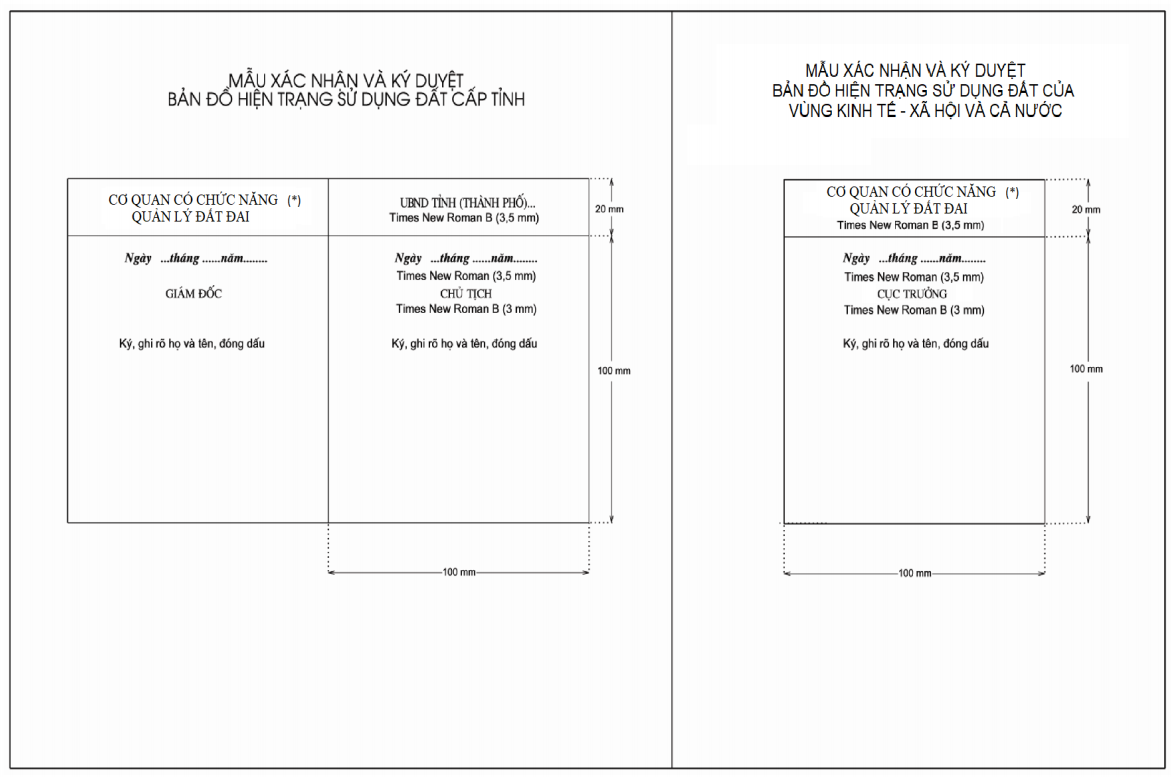 MẪU XÁC NHẬN VÀ KÝ DUYỆT
BẢN ĐỒ HIỆN TRẠNG SỬ DỤNG ĐẤT CẤP TỈNH
CƠ QUAN CÓ CHỨC NĂNG (*)
QUẢN LÝ ĐẤT ĐAI
UBND TỈNH (THÀNH PHỐ)...
Times New Roman B (3,5 mm)
20 mm
Ngày ...tháng ......năm........
GIÁM ĐỐC
Ký, ghi rõ họ và tên, đóng dấu
Ngày ...tháng ......năm........
Times New Roman (3,5 mm)
CHỦ TỊCH
Times New Roman B (3 mm)
Ký, ghi rõ họ và tên, đóng dấu
100 mm
100 mm
MẪU XÁC NHẬN VÀ KÝ DUYỆT
BẢN ĐỒ HIỆN TRẠNG SỬ DỤNG ĐẤT CỦA
VÙNG KINH TẾ - XÃ HỘI VÀ CẢ NƯỚC
CƠ QUAN CÓ CHỨC NĂNG (*)
QUẢN LÝ ĐẤT ĐAI
Times New Roman B (3,5 mm)
20 mm
Ngày ...tháng ......năm........
Times New Roman (3,5 mm)
CỤC TRƯỞNG
Times New Roman B (3 mm)
Ký, ghi rõ họ và tên, đóng dấu
100 mm
100 mm